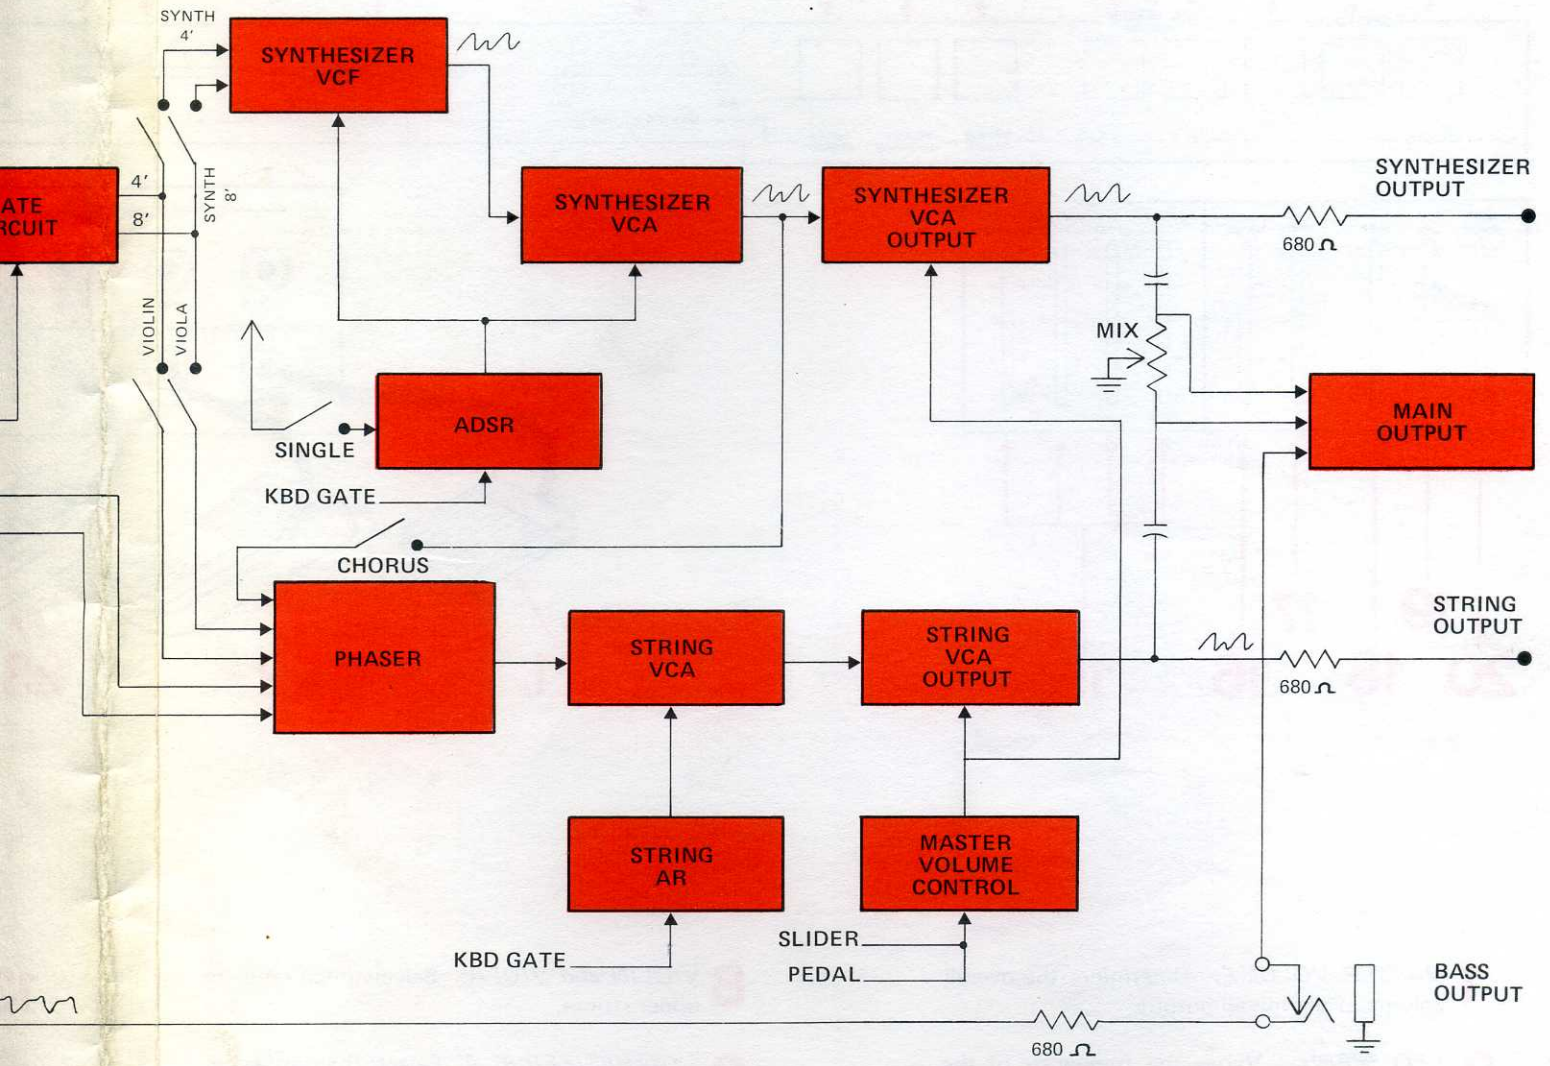 SYNTH
4'
SYNTHESIZER
VCF
4'
8'
SYNTH
8'
SYNTHESIZER
VCA
SYNTHESIZER
VCA
OUTPUT
SYNTHESIZER
OUTPUT
680 Ω
VIOLIN
VIOLA
MIX
SINGLE
ADSR
KBD GATE
MAIN
OUTPUT
CHORUS
PHASER
STRING
VCA
STRING
VCA
OUTPUT
STRING
OUTPUT
680 Ω
STRING
AR
MASTER
VOLUME
CONTROL
KBD GATE
SLIDER
PEDAL
BASS
OUTPUT
680 Ω